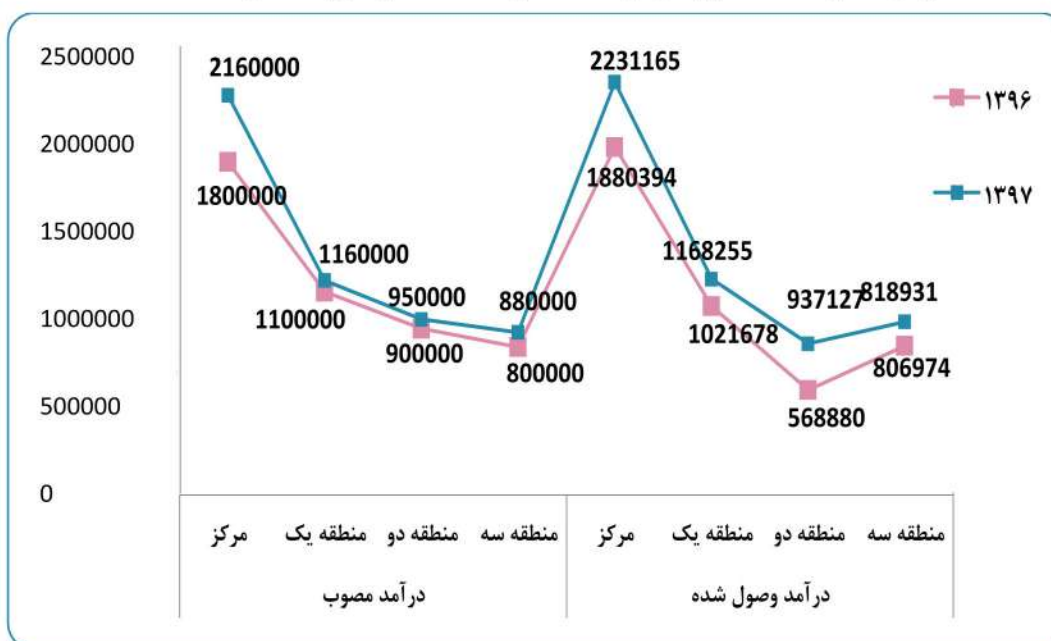 2500000
2000000
1500000
1000000
500000
0
2160000
1800000
1160000
1100000
950000
900000
880000
800000
2231165
1880394
1168255
1021678
937127
568880
818931
806974
۱۳۹۶
۱۳۹۷
مرکز
منطقه یک
منطقه دو
منطقه سه
مرکز
منطقه یک
منطقه دو
منطقه سه
درآمد مصوب
درآمد وصول شده